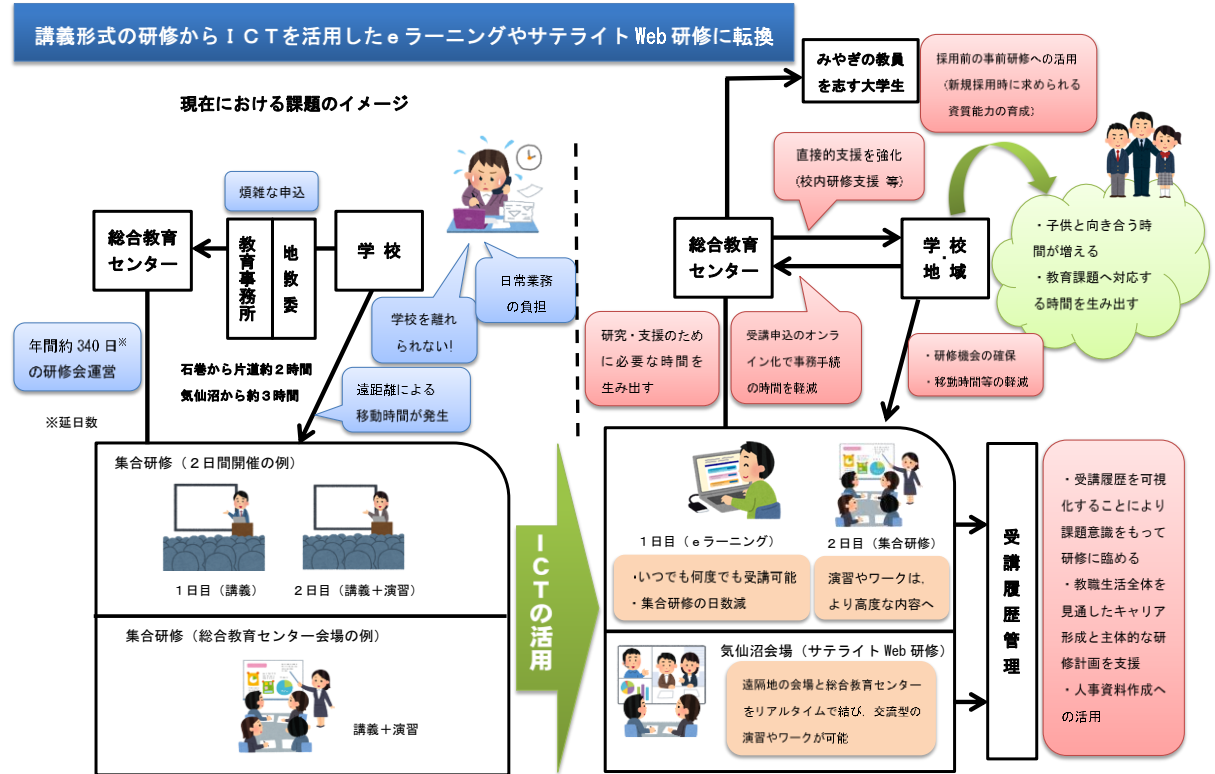 講義形式の研修からＩＣＴを活用したｅラーニングやサテライトWeb研修に転換
現在における課題のイメージ
煩雑な申込
総合教育
センター
教育事務所
地教委
学校
日常業務
の負担
学校を離れ
られない!
年間約340日※
の研修会運営
※延日数
石巻から片道約２時間
気仙沼から約３時間
遠距離による
移動時間が発生
集合研修（２日間開催の例）
１日目（講義）
２日目（講義＋演習）
集合研修（総合教育センター会場の例）
講義＋演習
ＩＣＴの活用
みやぎの教員
を志す大学生
採用前の事前研修への活用
(新規採用時に求められる
資質能力の育成)
直接的支援を強化
(校内研修支援 等)
総合教育
センター
学校
・
地域
・子供と向き合う時
間が増える
・教育課題へ対応す
る時間を生み出す
研究・支援のため
に必要な時間を
生み出す
受講申込のオンラ
イン化で事務手続
の時間を軽減
・研修機会の確保
・移動時間等の軽減
１日目（ｅラーニング）
・いつでも何度でも受講可能
・集合研修の日数減
２日目（集合研修）
演習やワークは、
より高度な内容へ
気仙沼会場（サテライトWeb研修）
遠隔地の会場と総合教育センター
をリアルタイムで結び、交流型の
演習やワークが可能
受講履歴管理
・受講履歴を可視
化することにより
課題意識をもって
研修に臨める
・教職生活全体を
見通したキャリア
形成と主体的な研
修計画を支援
・人事資料作成へ
の活用